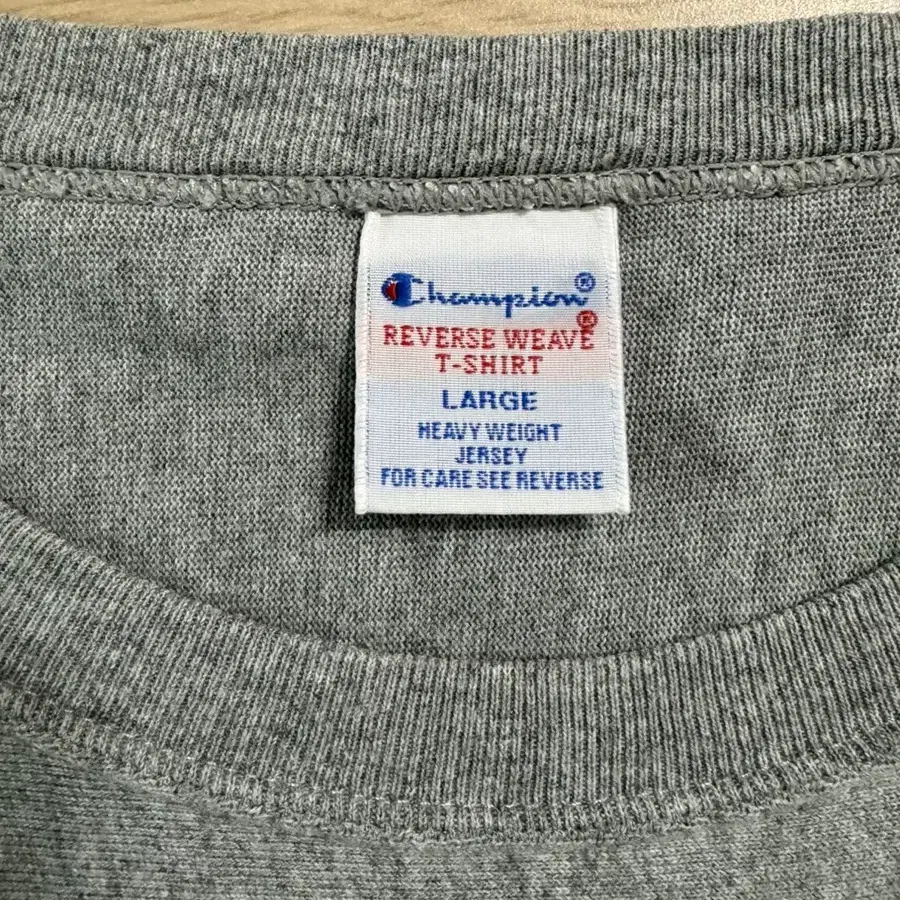 Champion®
REVERSE WEAVE®
T-SHIRT
LARGE
HEAVY WEIGHT
JERSEY
FOR CARE SEE REVERSE